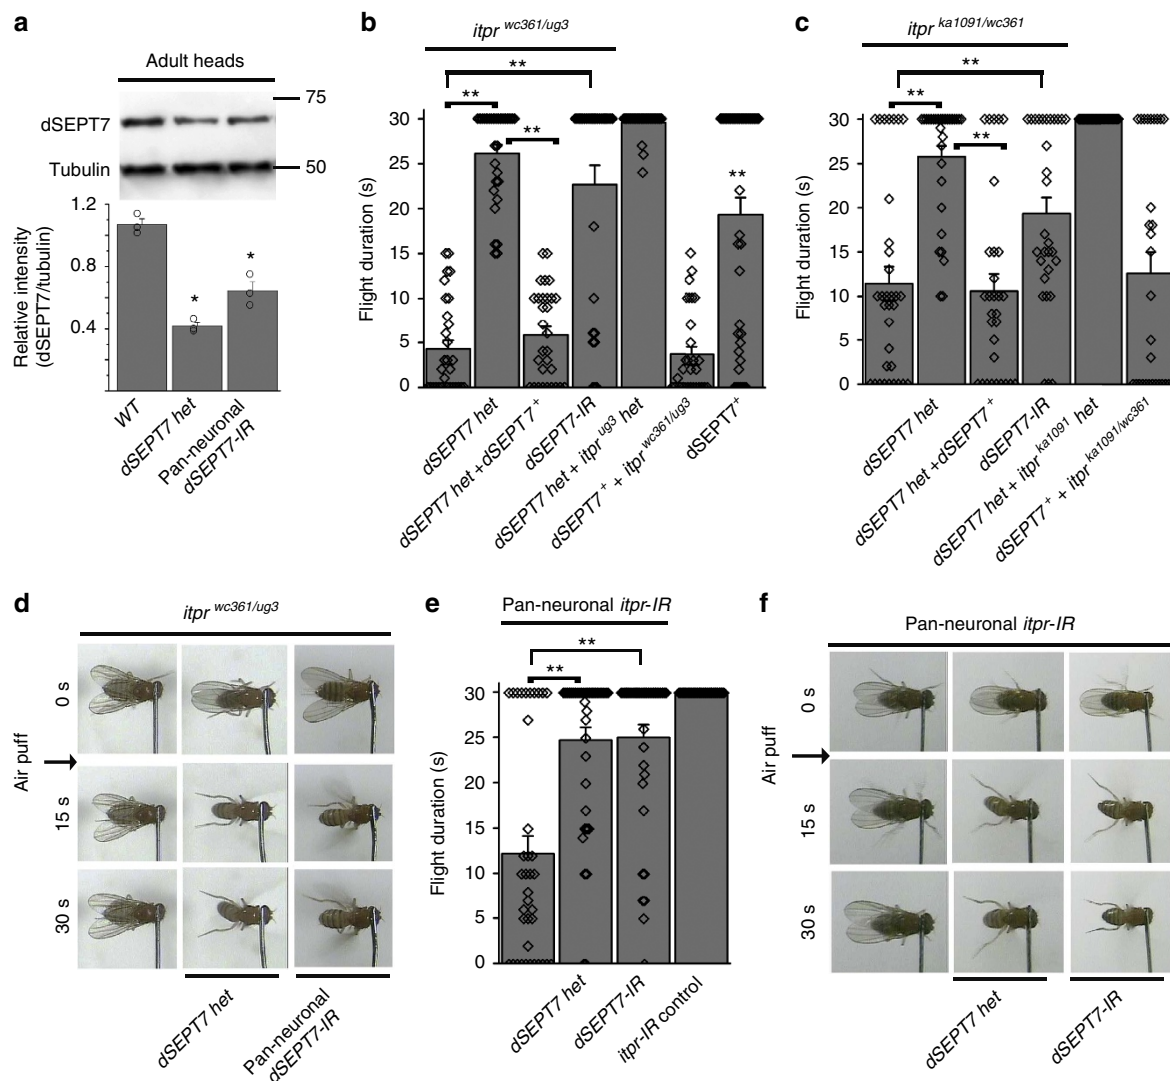 a
Adult heads
dSEPT7
Tubulin
75
50
Relative intensity
(dSEPT7/tubulin)
1.2
0.8
0.4
*
*
WT
dSEPT7 het
Pan-neuronal
dSEPT7-IR
b
itpr wc361/ug3
**
**
**
**
Flight duration (s)
30
25
20
15
10
5
0
dSEPT7 het
dSEPT7 het +dSEPT7+
dSEPT7-IR
dSEPT7 het + itpr ug3 het
dSEPT7+ + itpr wc361/ug3
dSEPT7+
c
itpr ka1091/wc361
**
**
**
Flight duration (s)
30
25
20
15
10
5
0
dSEPT7 het
dSEPT7 het +dSEPT7+
dSEPT7-IR
dSEPT7 het + itpr ka1091 het
dSEPT7+ + itpr ka1091/wc361
d
itpr wc361/ug3
0 s
Air puff
15 s
30 s
dSEPT7 het
Pan-neuronal
dSEPT7-IR
e
Pan-neuronal itpr-IR
**
**
Flight duration (s)
30
25
20
15
10
5
0
dSEPT7 het
dSEPT7-IR
itpr-IR control
f
Pan-neuronal itpr-IR
0 s
Air puff
15 s
30 s
dSEPT7 het
dSEPT7-IR